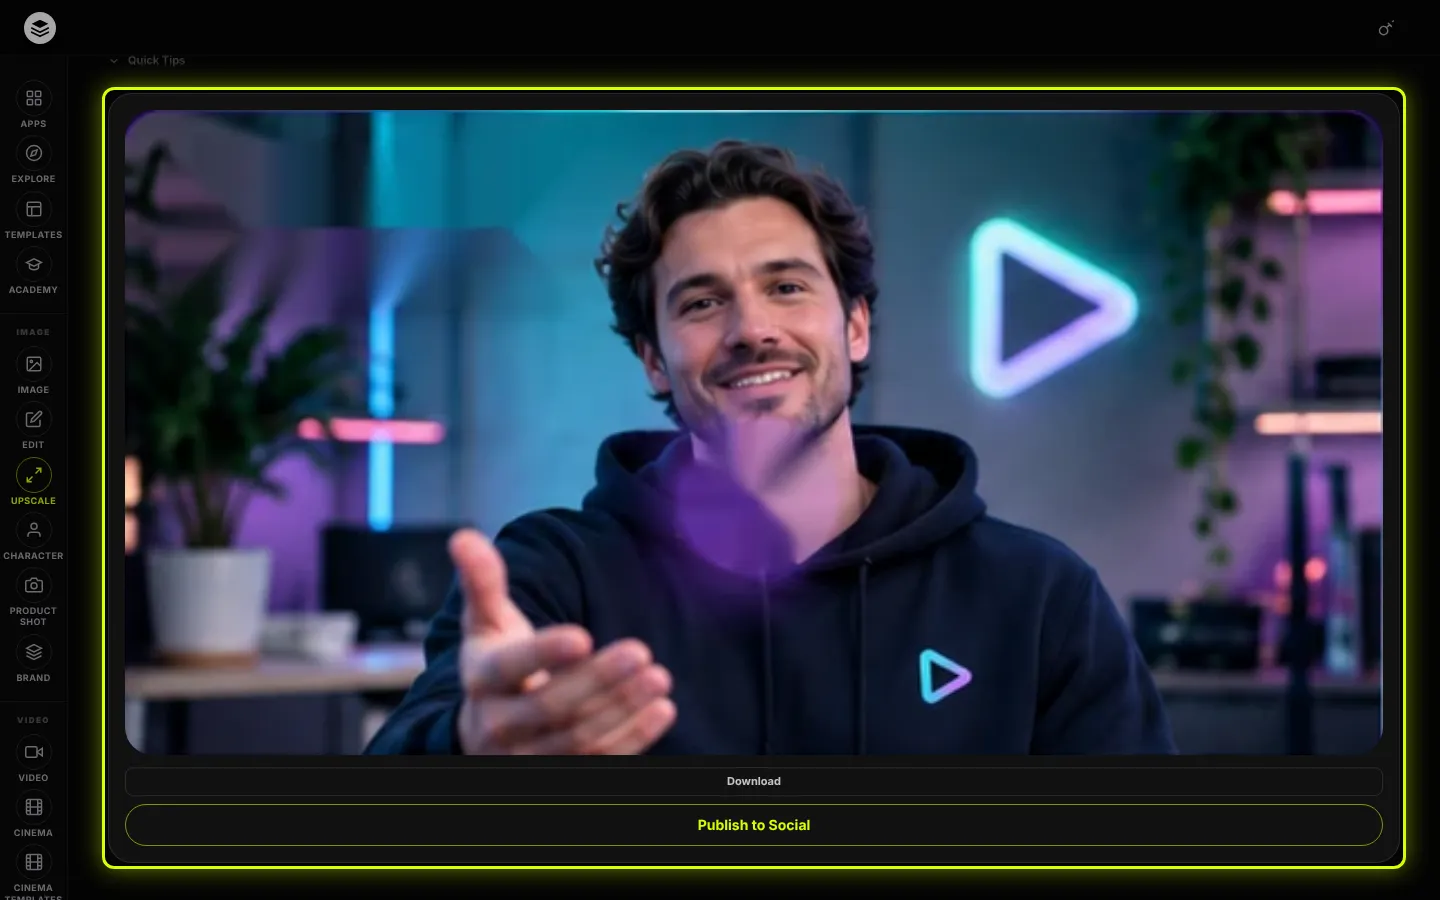 Quick Tips
APPS
EXPLORE
TEMPLATES
ACADEMY
IMAGE
IMAGE
EDIT
UPSCALE
CHARACTER
PRODUCT
SHOT
BRAND
VIDEO
VIDEO
CINEMA
CINEMA
TEMPLATES
Download
Publish to Social